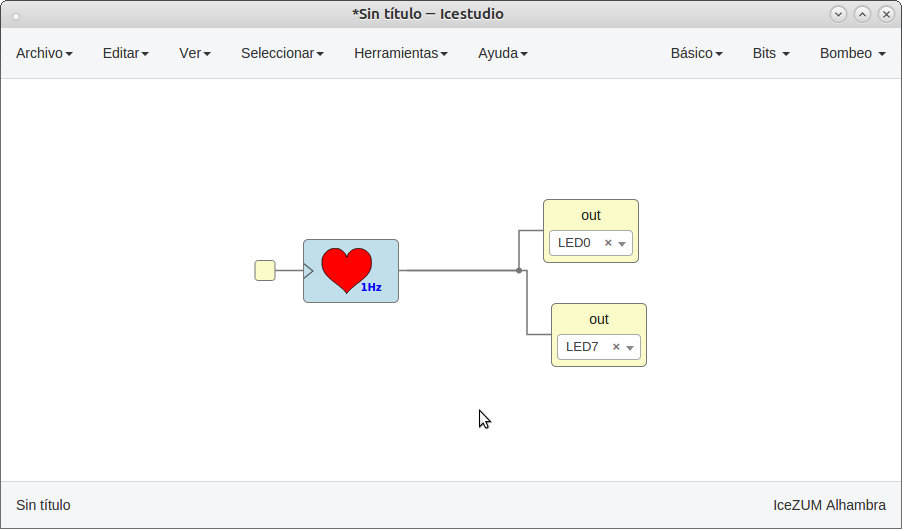 *Sin título — Icestudio
Archivo Editar Ver Seleccionar Herramientas Ayuda Básico Bits Bombeo
out
LED0
1Hz
out
LED7
Sin título IceZUM Alhambra